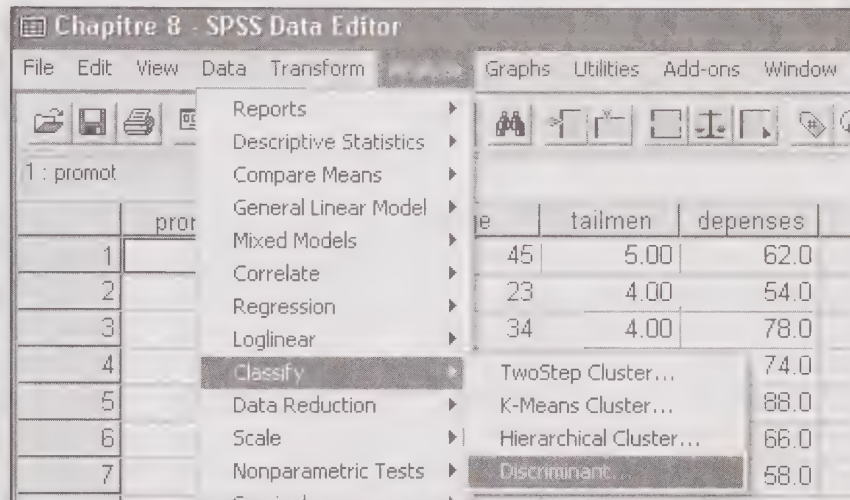 Chapitre 8 - SPSS Data Editor
File Edit View Data Transform Graphs Utilities Add-ons Window
1 : promot
Reports
Descriptive Statistics
Compare Means
General Linear Model
Mixed Models
Correlate
Regression
Loglinear
Classify
Data Reduction
Scale
Nonparametric Tests
TwoStep Cluster...
K-Means Cluster...
Hierarchical Cluster...
Discriminant...
pror e tailmen depenses
1 45 5.00 62.0
2 23 4.00 54.0
3 34 4.00 78.0
4 74.0
5 88.0
6 66.0
7 58.0